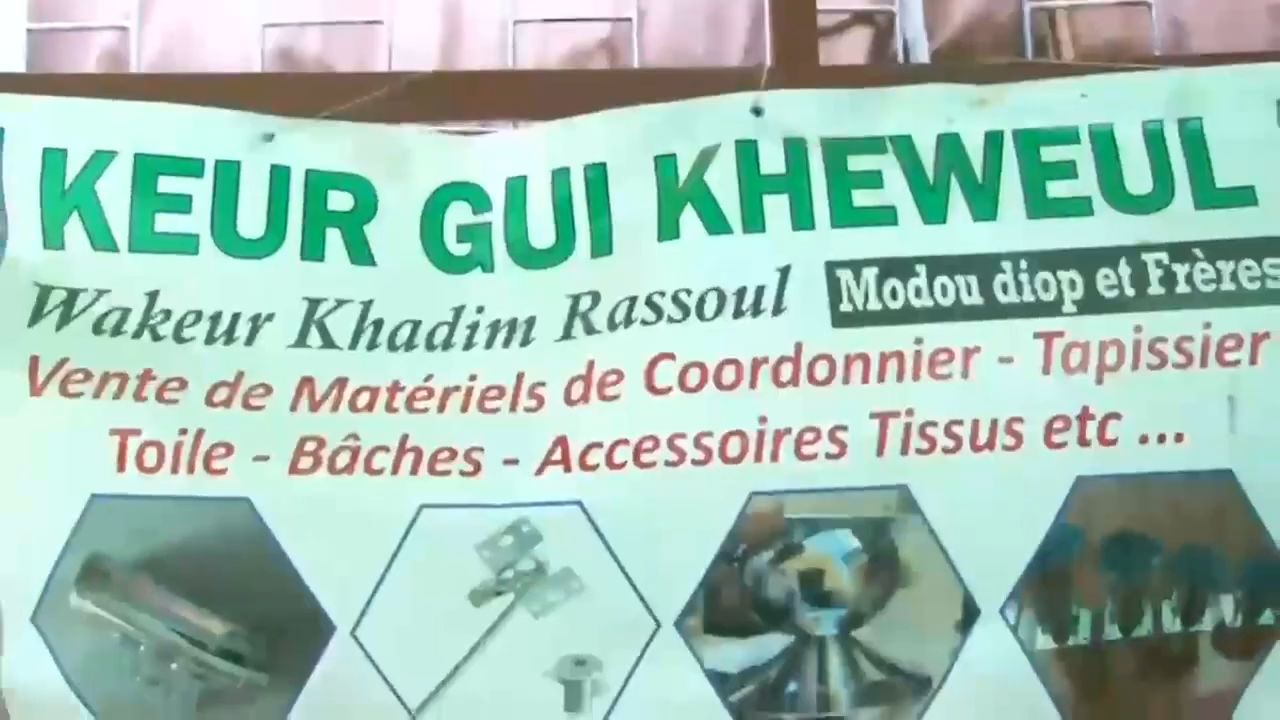 KEUR GUI KHEWEUL
Wakeur Khadim Rassoul Modou diop et Frères
Vente de Matériels de Coordonnier - Tapissier
Toile - Bâches - Accessoires Tissus etc ...